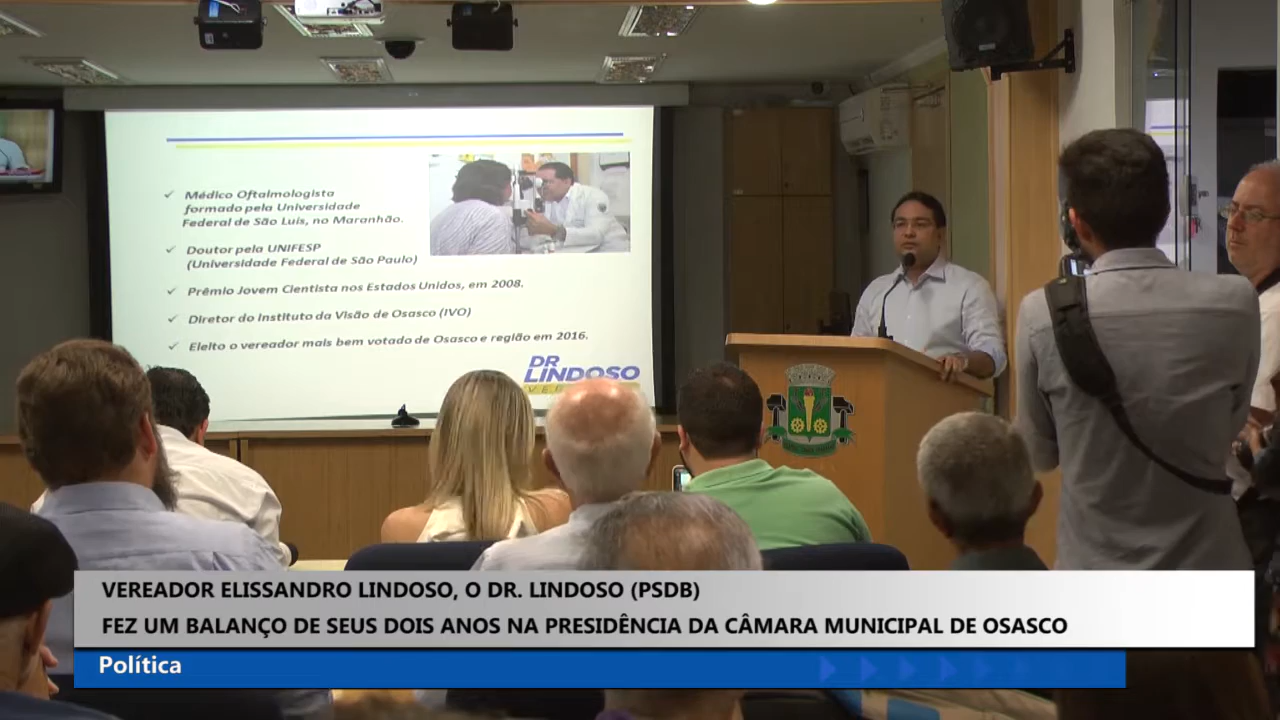 Médico Oftalmologista
formado pela Universidade
Federal de São Luis, no Maranhão.
Doutor pela UNIFESP
(Universidade Federal de São Paulo)
Prêmio Jovem Cientista nos Estados Unidos, em 2008.
Diretor do Instituto da Visão de Osasco (IVO)
Eleito o vereador mais bem votado de Osasco e região em 2016.
DR
LINDOSO
VEREADOR ELISSANDRO LINDOSO, O DR. LINDOSO (PSDB)
FEZ UM BALANÇO DE SEUS DOIS ANOS NA PRESIDÊNCIA DA CÂMARA MUNICIPAL DE OSASCO
Política